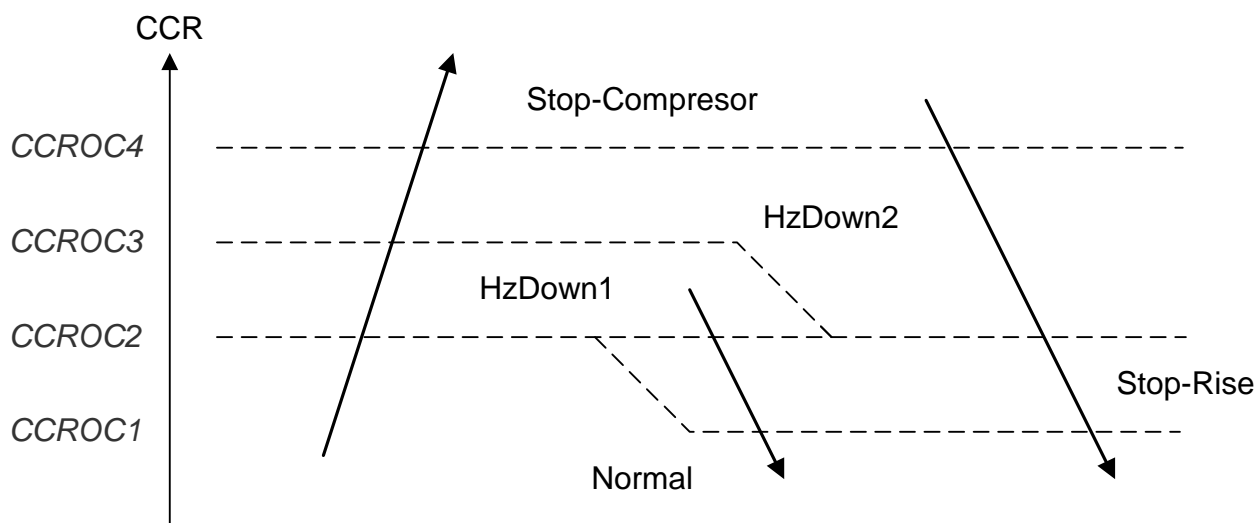 CCR
Stop-Compresor
CCROC4
HzDown2
CCROC3
HzDown1
CCROC2
Stop-Rise
CCROC1
Normal